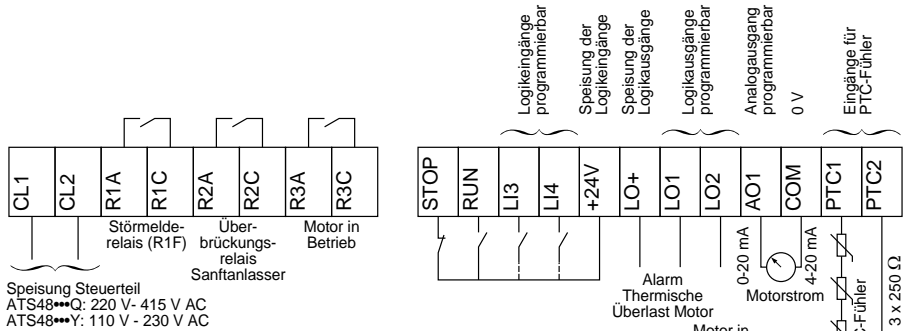 Logikeingänge
programmierbar
Speisung der
Logikeingänge
Speisung der
Logikausgänge
Logikausgänge
programmierbar
Analogausgang
programmierbar
0 V
Eingänge für
PTC-Fühler
CL1
CL2
R1A
R1C
R2A
R2C
R3A
R3C
STOP
RUN
LI3
LI4
+24V
LO+
LO1
LO2
AO1
COM
PTC1
PTC2
Störmelde-
relais (R1F)
Über-
brückungs-
relais
Sanftanlasser
Motor in
Betrieb
Speisung Steuerteil
ATS48•••Q: 220 V- 415 V AC
ATS48•••Y: 110 V - 230 V AC
Alarm
Thermische
Überlast Motor
Motor in
0-20 mA
4-20 mA
Motorstrom
C-Fühler
3 x 250 Ω